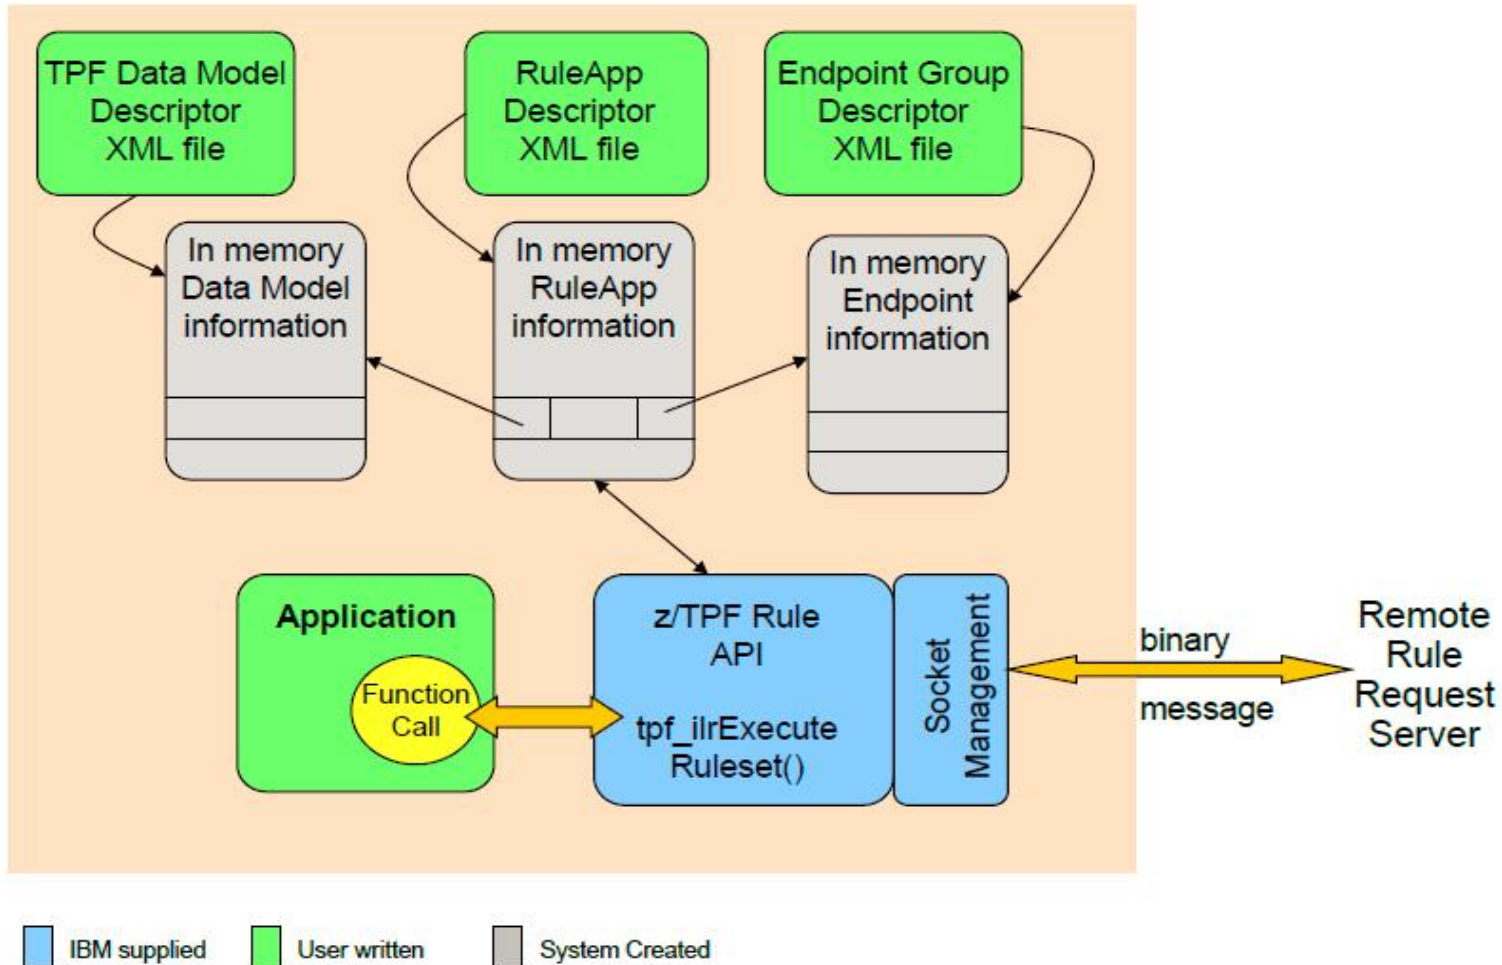 TPF Data Model
Descriptor
XML file
RuleApp
Descriptor
XML file
Endpoint Group
Descriptor
XML file
In memory
Data Model
information
In memory
RuleApp
information
In memory
Endpoint
information
Application
Function
Call
z/TPF Rule
API
tpf_ilrExecute
Ruleset()
Socket
Management
binary
message
Remote
Rule
Request
Server
IBM supplied
User written
System Created